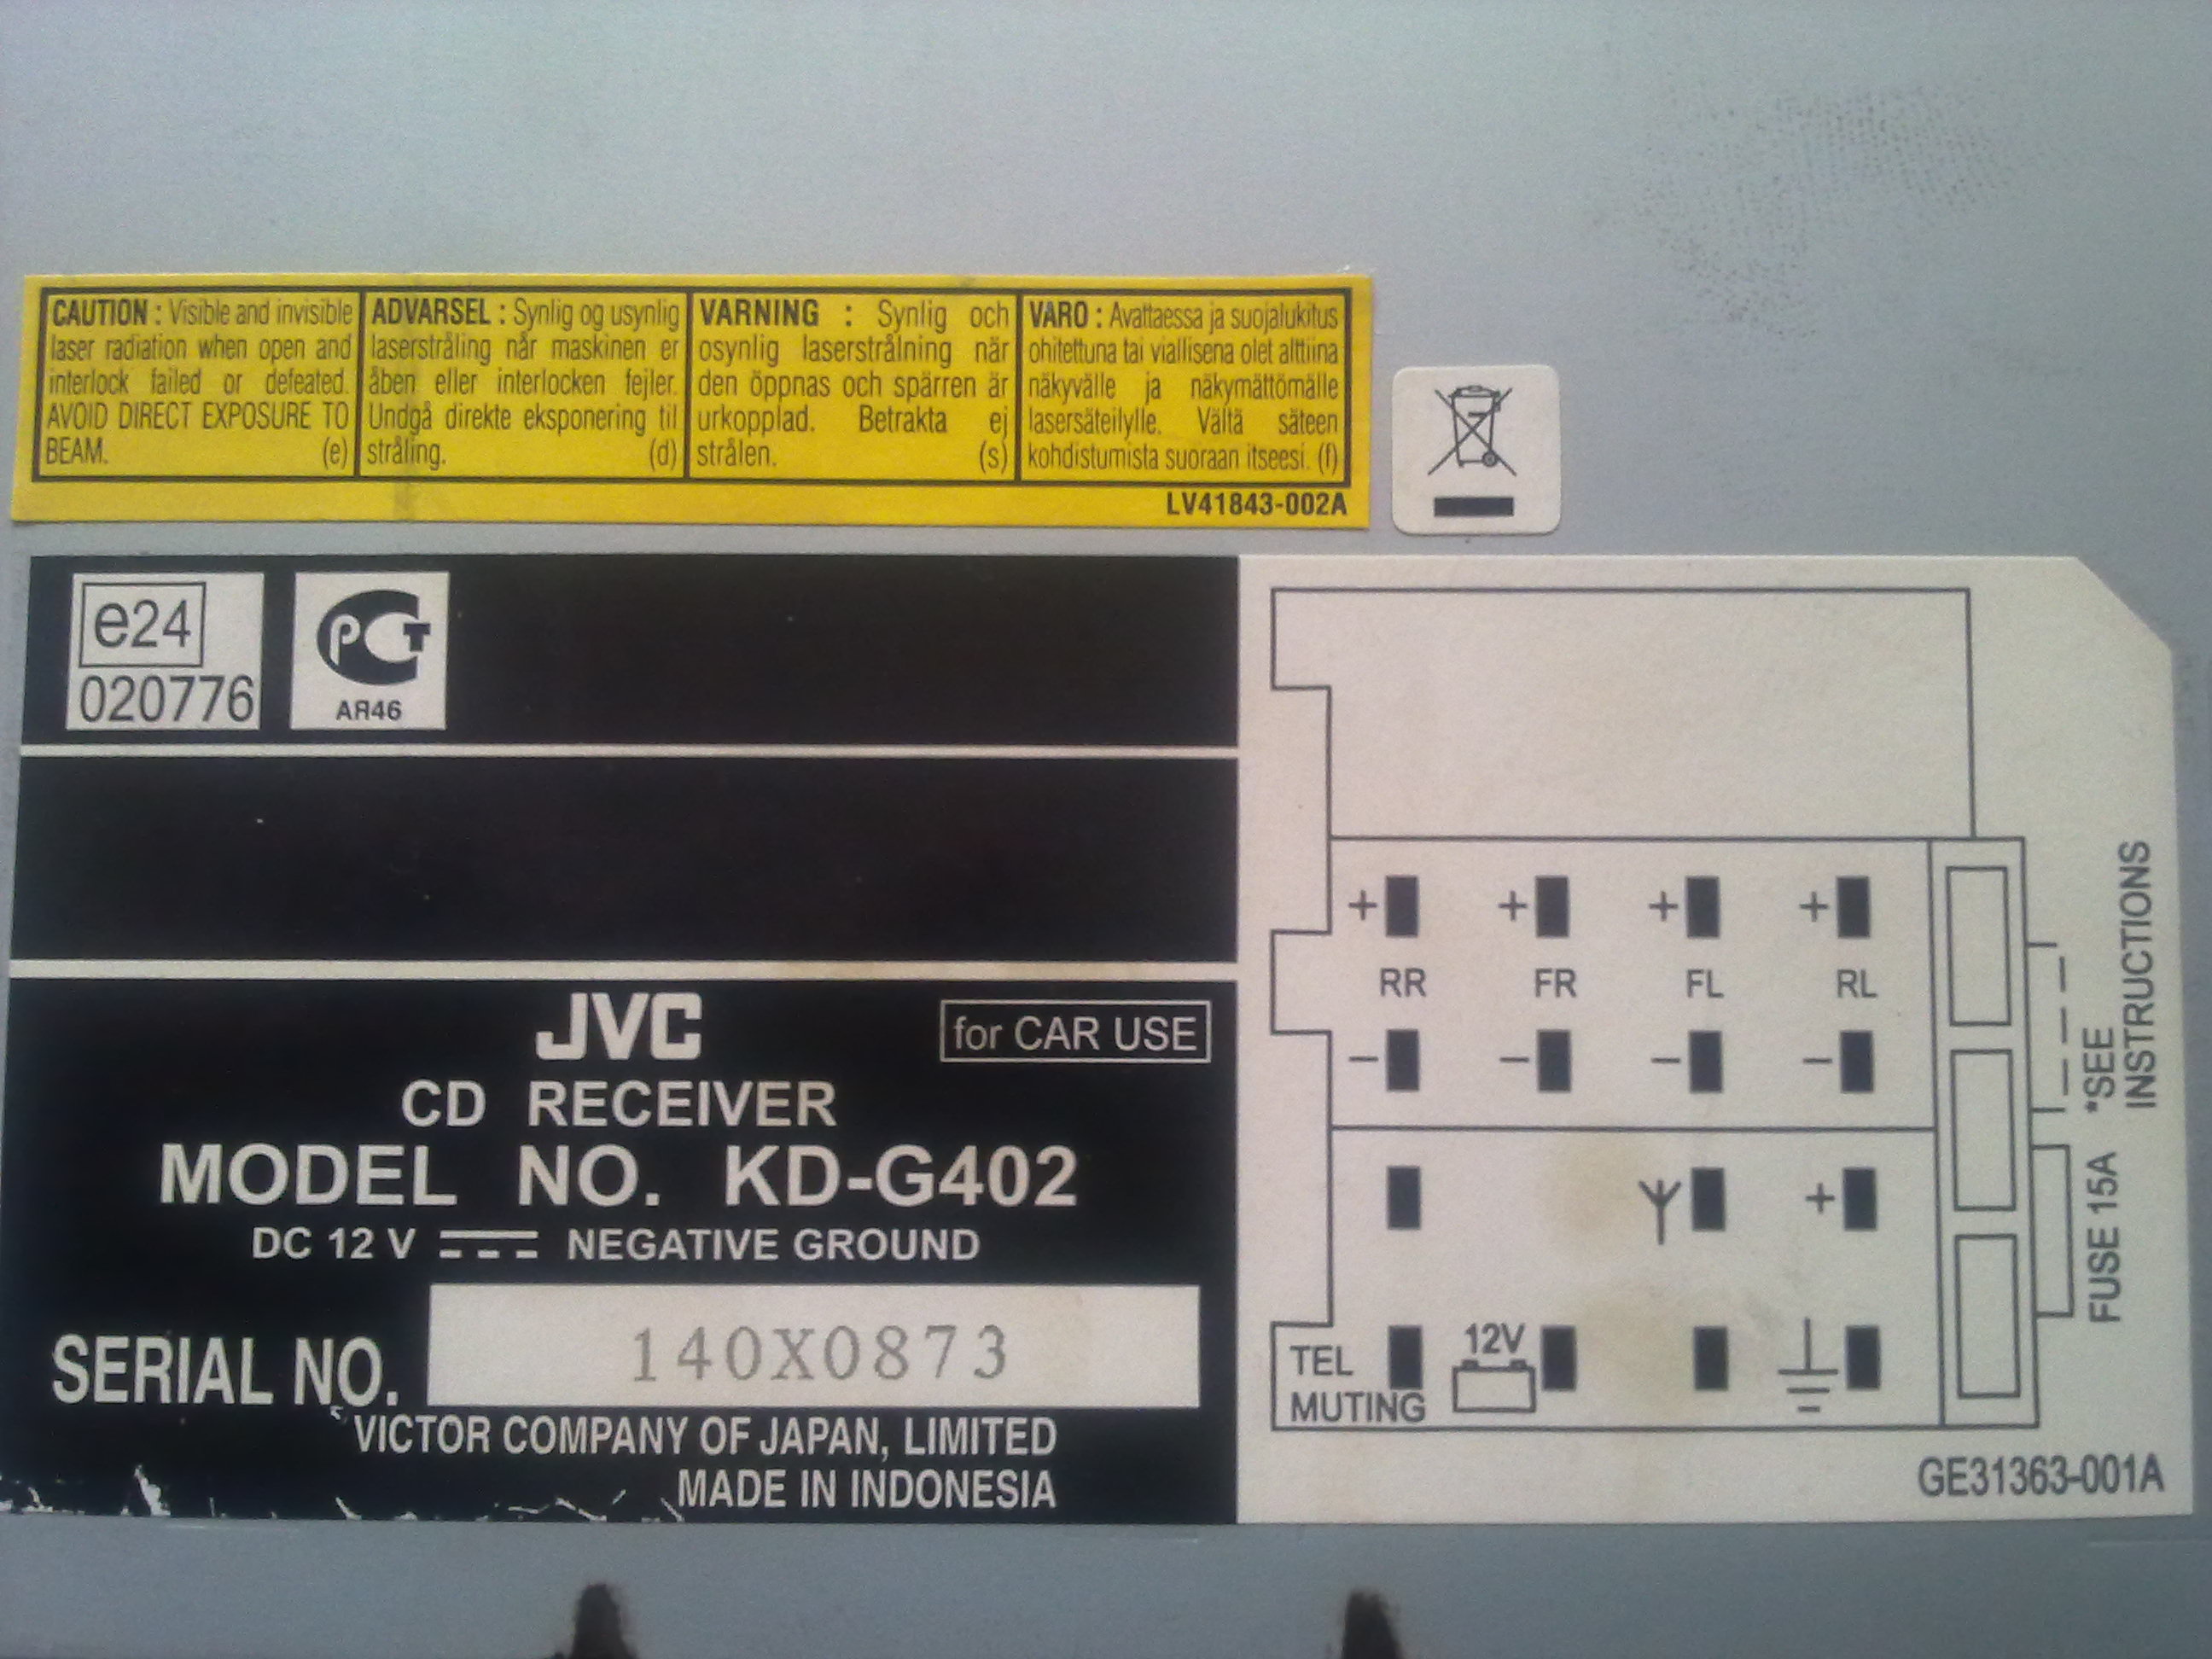 CAUTION : Visible and invisible
laser radiation when open and
interlock failed or defeated.
AVOID DIRECT EXPOSURE TO
BEAM. (e)
ADVARSEL : Synlig og usynlig
laserstråling når maskinen er
åben eller interlocken fejler.
Undgå direkte eksponering til
stråling. (d)
VARNING : Synlig och
osynlig laserstrålning när
den öppnas och spärren är
urkopplad. Betrakta ej
strålen. (s)
VARO : Avattaessa ja suojalukitus
ohitettuna tai viallisena olet alttiina
näkyvälle ja näkymättömälle
lasersäteilylle. Vältä säteen
kohdistumista suoraan itseesi. (f)
LV41843-002A
e24
020776
РСТ
AЯ46
JVC
for CAR USE
CD RECEIVER
MODEL NO. KD-G402
DC 12 V NEGATIVE GROUND
SERIAL NO. 140X0873
VICTOR COMPANY OF JAPAN, LIMITED
MADE IN INDONESIA
+ + + +
RR FR FL RL
− − − −
+
TEL
MUTING
12V
*SEE
INSTRUCTIONS
FUSE 15A
GE31363-001A